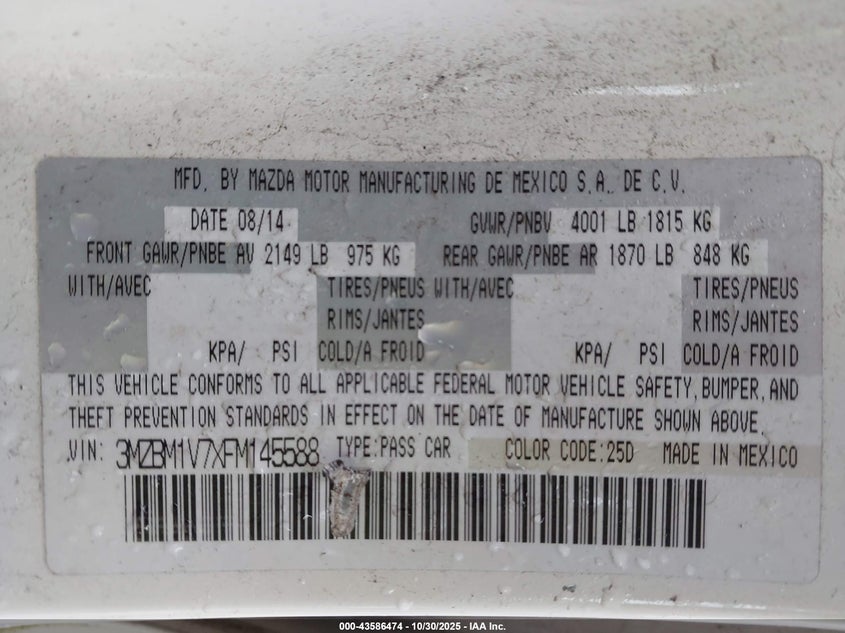 MFD. BY MAZDA MOTOR MANUFACTURING DE MEXICO S.A. DE C.V.
DATE 08/14 GVWR/PNBV 4001 LB 1815 KG
FRONT GAWR/PNBE AV 2149 LB 975 KG REAR GAWR/PNBE AR 1870 LB 848 KG
WITH/AVEC TIRES/PNEUS WITH/AVEC TIRES/PNEUS
RIMS/JANTES RIMS/JANTES
KPA/ PSI COLD/A FROID KPA/ PSI COLD/A FROID
THIS VEHICLE CONFORMS TO ALL APPLICABLE FEDERAL MOTOR VEHICLE SAFETY, BUMPER, AND
THEFT PREVENTION STANDARDS IN EFFECT ON THE DATE OF MANUFACTURE SHOWN ABOVE.
VIN: 3MZBM1V7XFM145588 TYPE:PASS CAR COLOR CODE:25D MADE IN MEXICO
000-43586474 - 10/30/2025 - IAA Inc.